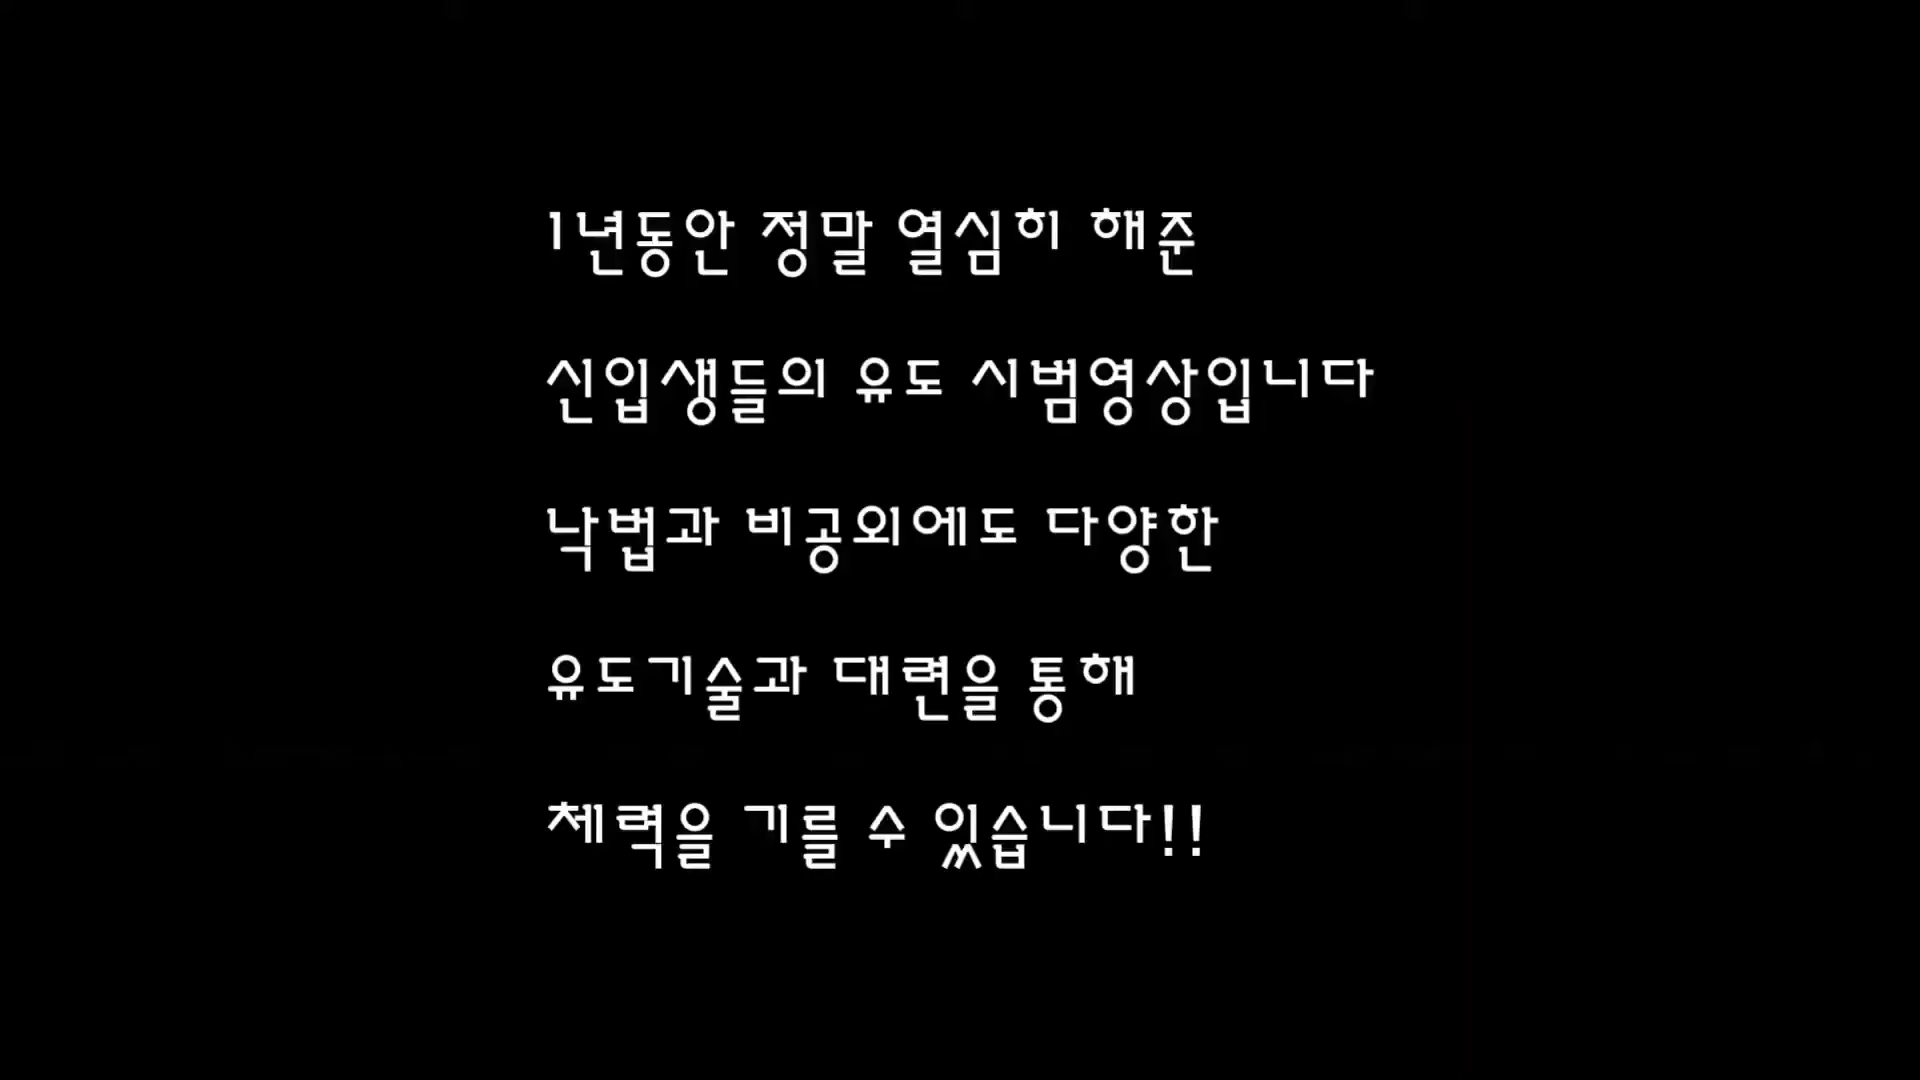 1년동안 정말 열심히 해준
신입생들의 유도 시범영상입니다
낙법과 비공외에도 다양한
유도기술과 대련을 통해
체력을 기를 수 있습니다!!